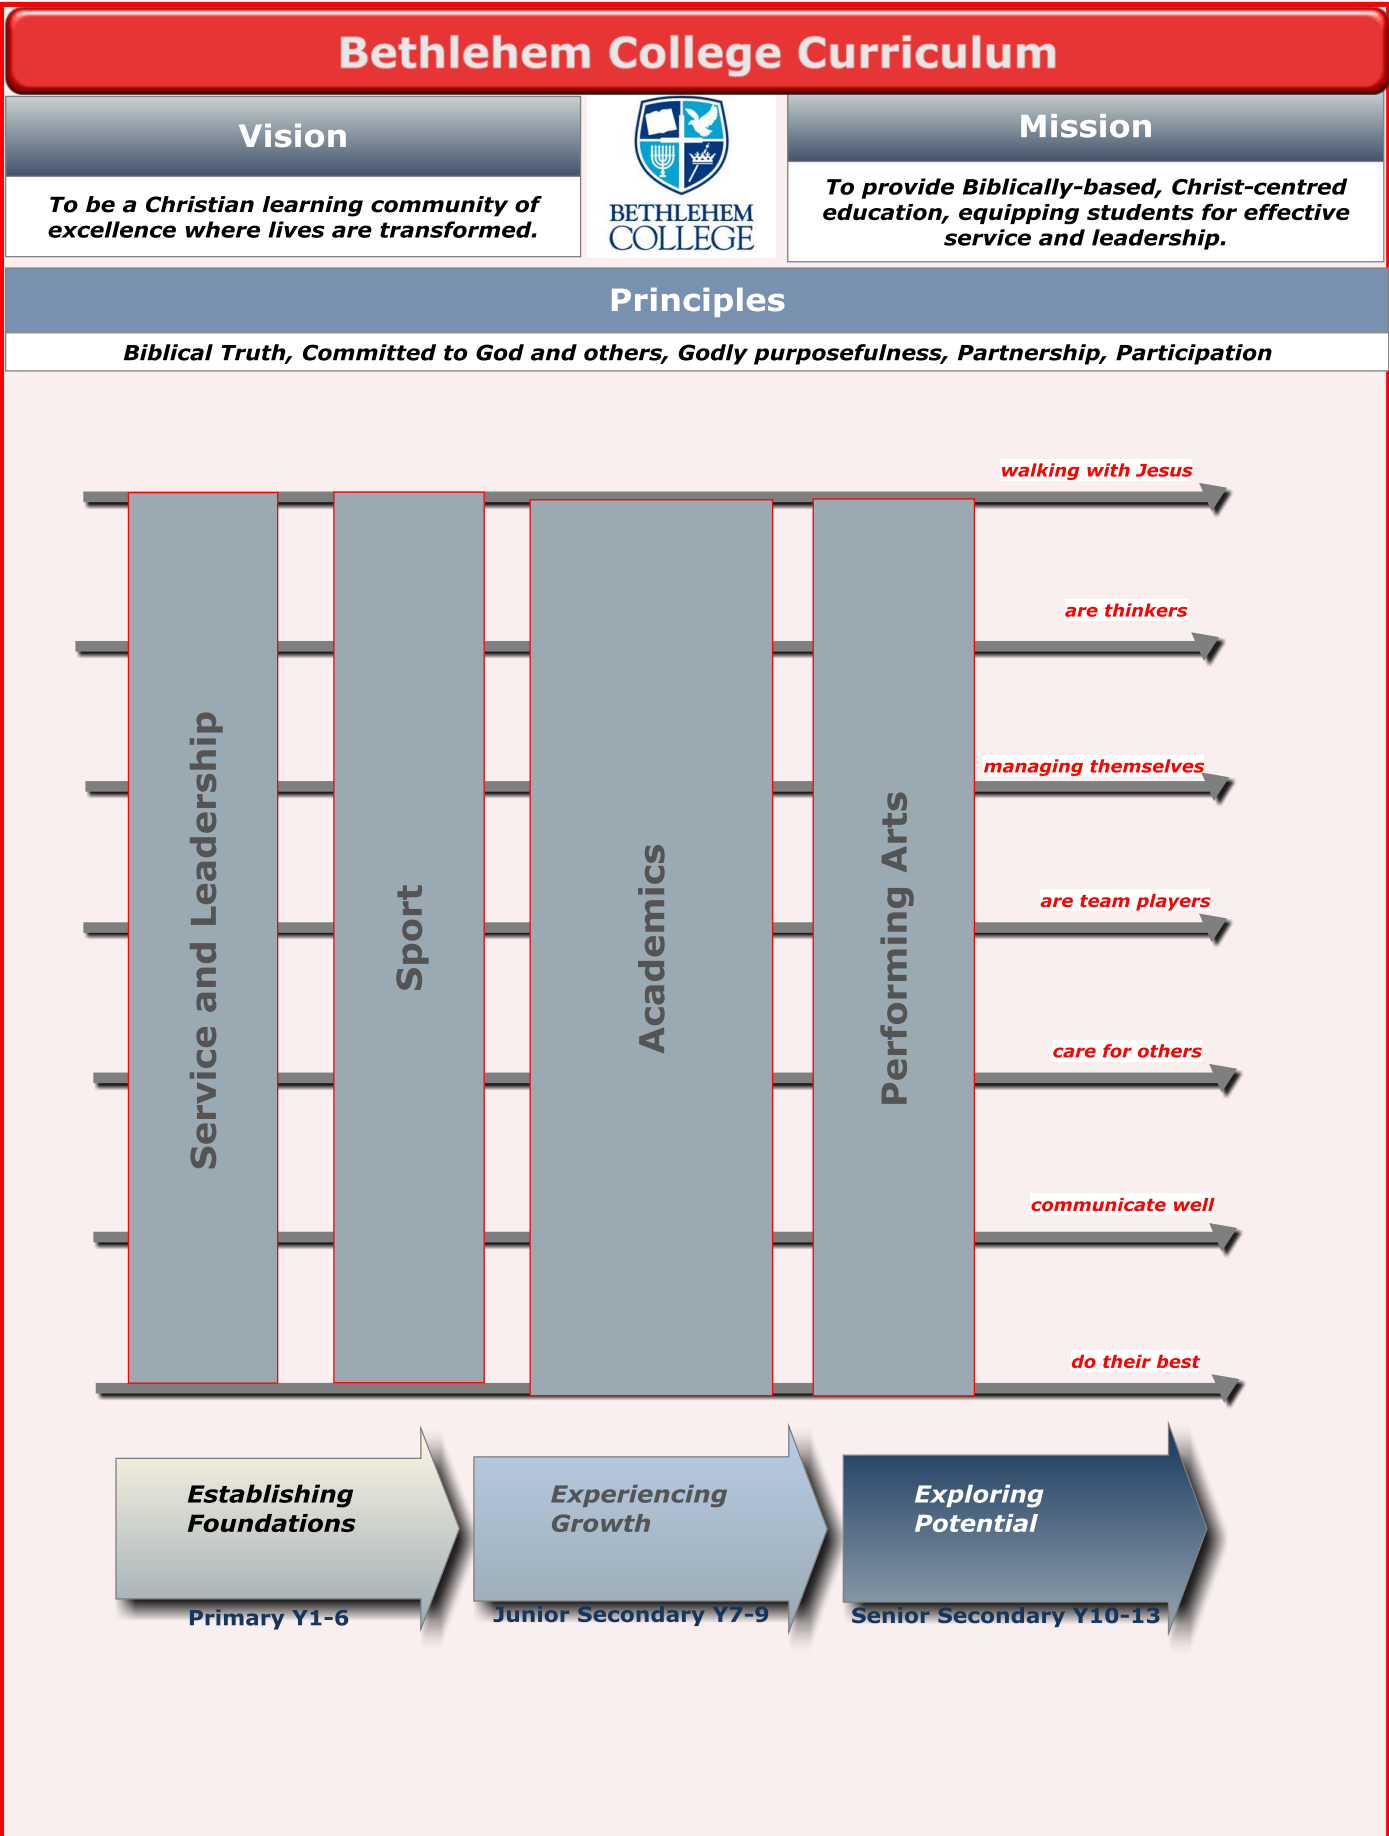 Bethlehem College Curriculum
Vision
To be a Christian learning community of
excellence where lives are transformed.
BETHLEHEM
COLLEGE
Mission
To provide Biblically-based, Christ-centred
education, equipping students for effective
service and leadership.
Principles
Biblical Truth, Committed to God and others, Godly purposefulness, Partnership, Participation
walking with Jesus
are thinkers
managing themselves
are team players
care for others
communicate well
do their best
Service and Leadership
Sport
Academics
Performing Arts
Establishing
Foundations
Primary Y1-6
Experiencing
Growth
Junior Secondary Y7-9
Exploring
Potential
Senior Secondary Y10-13